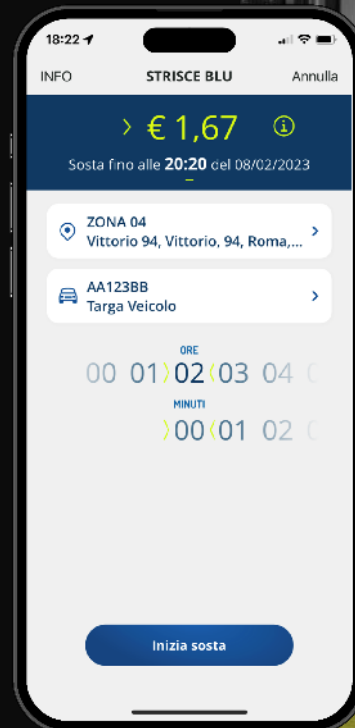 18:22
INFO STRISCE BLU Annulla
> € 1,67
Sosta fino alle 20:20 del 08/02/2023
ZONA 04
Vittorio 94, Vittorio, 94, Roma,...
AA123BB
Targa Veicolo
ORE
00 01 02 03 04
MINUTI
00 01 02
Inizia sosta